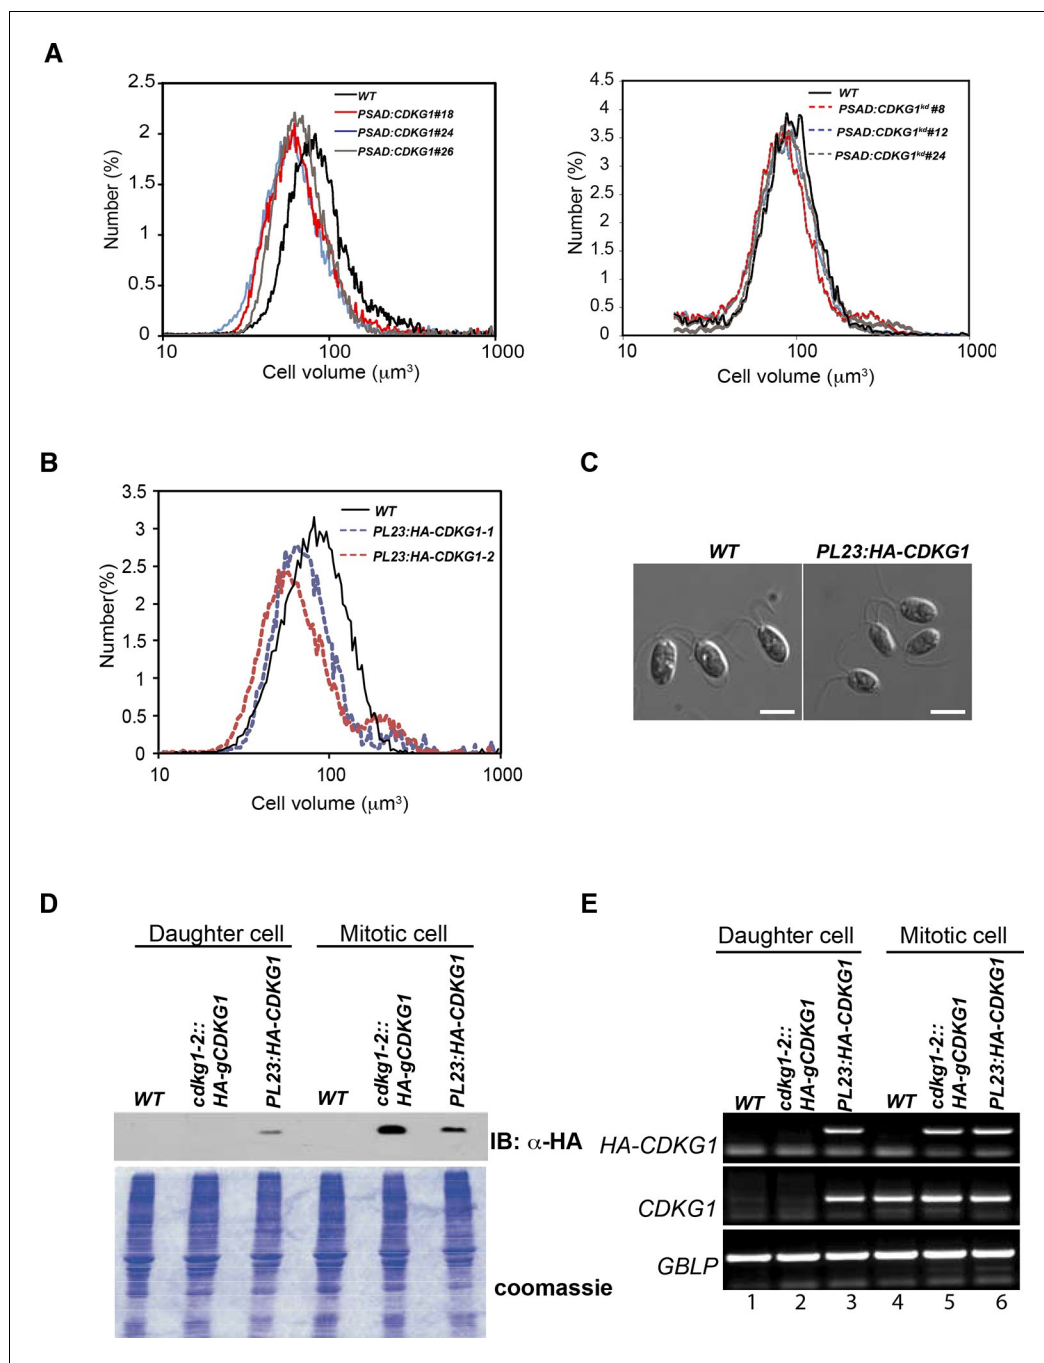 A
2.5
2
1.5
1
0.5
0
10
100
1000
Number (%)
Cell volume (μm³)
WT
PSAD:CDKG1#18
PSAD:CDKG1#24
PSAD:CDKG1#26
4.5
4
3.5
3
2.5
2
1.5
1
0.5
0
10
100
1000
Number (%)
Cell volume (μm³)
WT
PSAD:CDKG1ᵏᵈ #8
PSAD:CDKG1ᵏᵈ#12
PSAD:CDKG1ᵏᵈ#24
B
3.5
3
2.5
2
1.5
1
0.5
0
10
100
1000
Number(%)
Cell volume (μm³)
WT
PL23:HA-CDKG1-1
PL23:HA-CDKG1-2
C
WT
PL23:HA-CDKG1
D
Daughter cell
Mitotic cell
WT
cdkg1-2::
HA-gCDKG1
PL23:HA-CDKG1
WT
cdkg1-2::
HA-gCDKG1
PL23:HA-CDKG1
IB: α-HA
coomassie
E
Daughter cell
Mitotic cell
WT
cdkg1-2::
HA-gCDKG1
PL23:HA-CDKG1
WT
cdkg1-2::
HA-gCDKG1
PL23:HA-CDKG1
HA-CDKG1
CDKG1
GBLP
1 2 3 4 5 6